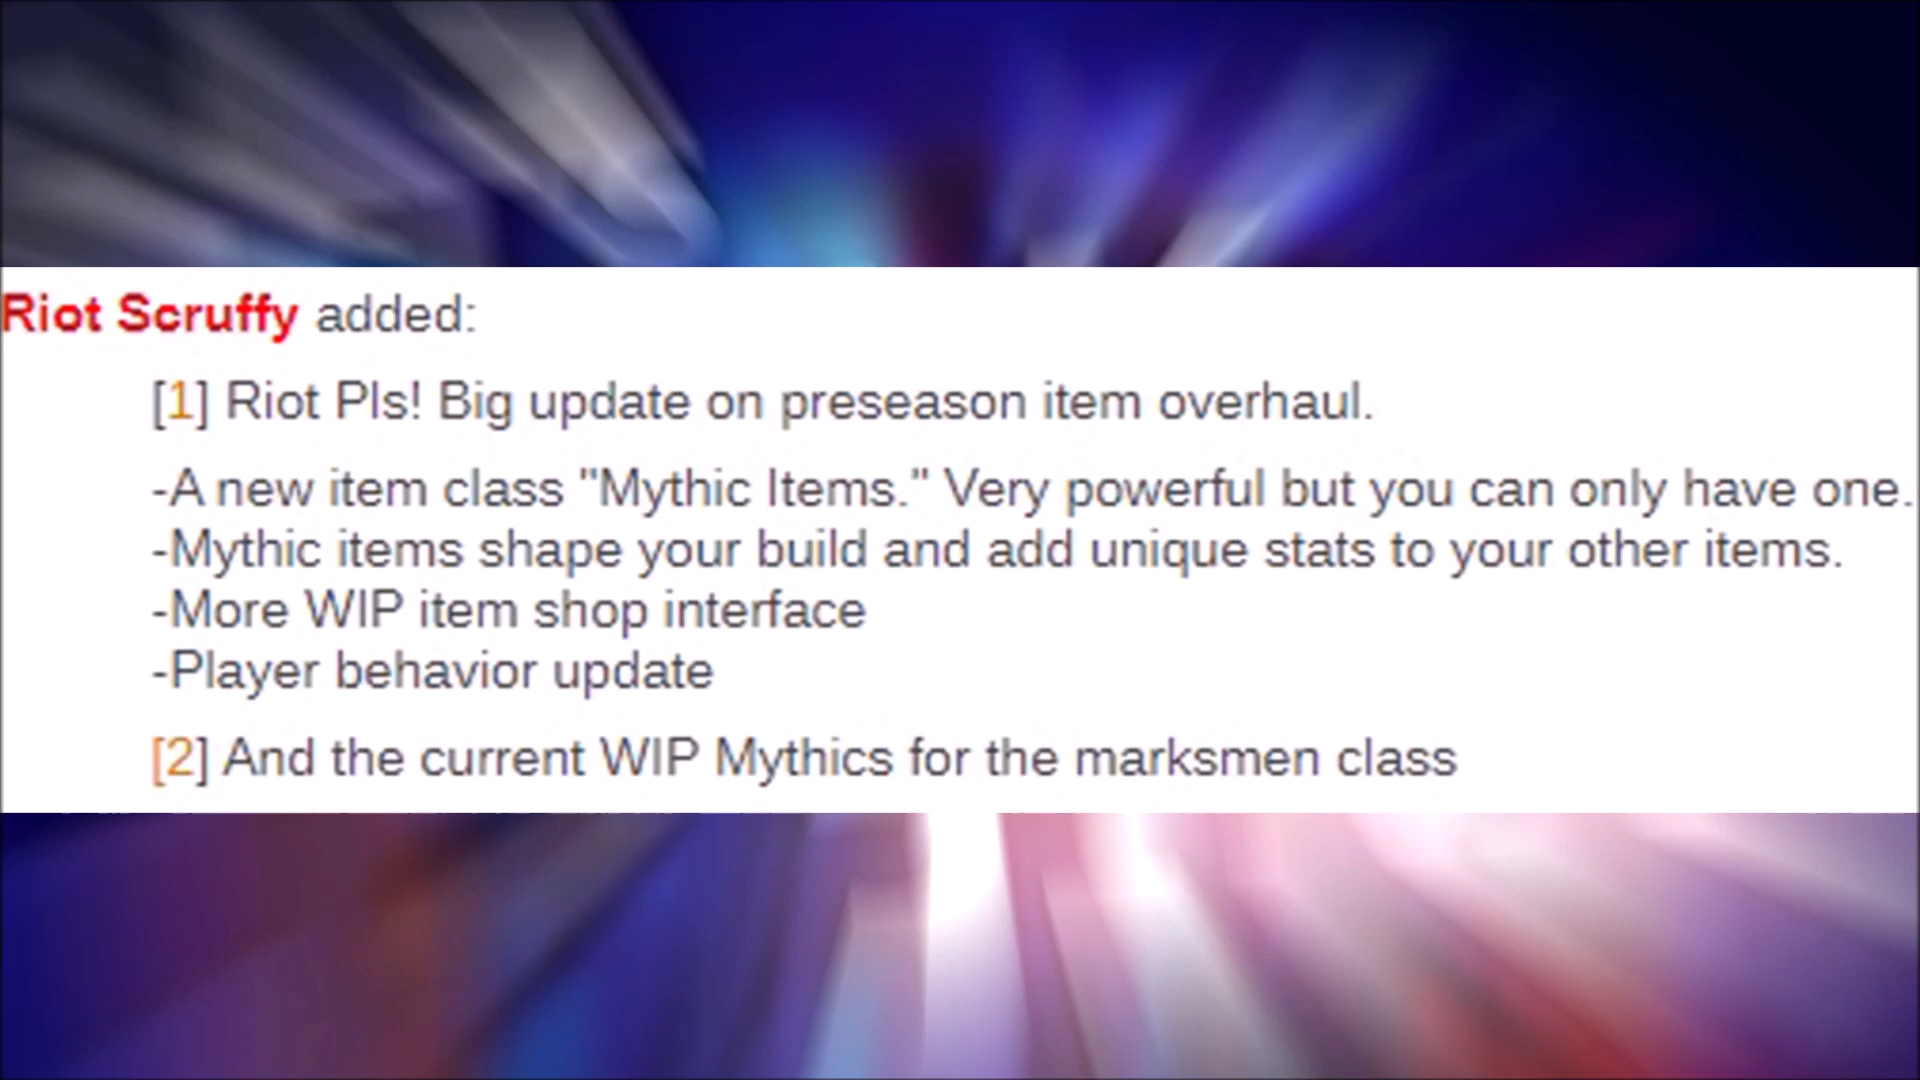 Riot Scruffy added:
[1] Riot Pls! Big update on preseason item overhaul.
-A new item class "Mythic Items." Very powerful but you can only have one.
-Mythic items shape your build and add unique stats to your other items.
-More WIP item shop interface
-Player behavior update
[2] And the current WIP Mythics for the marksmen class